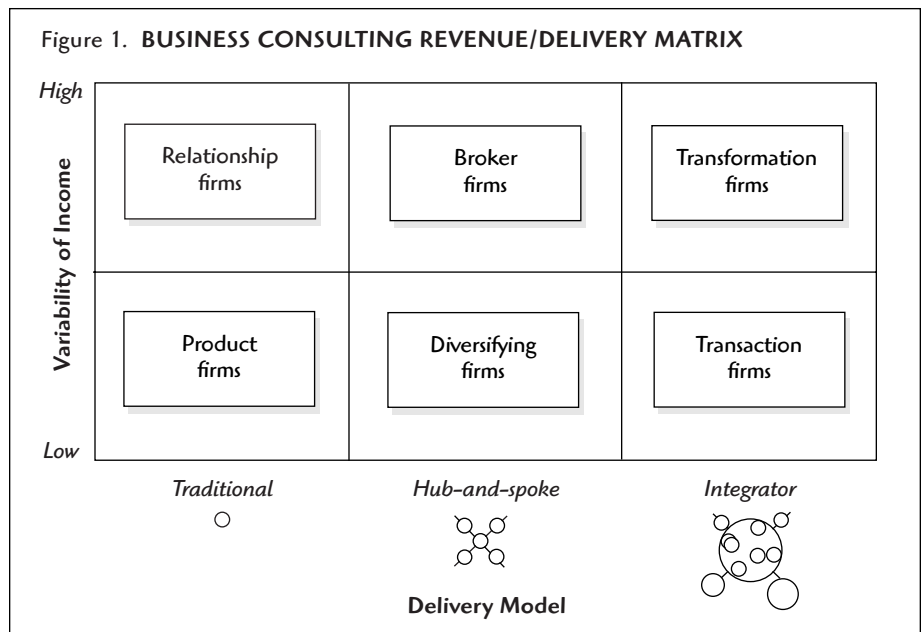 Figure 1. BUSINESS CONSULTING REVENUE/DELIVERY MATRIX
High
Variability of Income
Low
Relationship
firms
Broker
firms
Transformation
firms
Product
firms
Diversifying
firms
Transaction
firms
Traditional
Hub-and-spoke
Integrator
Delivery Model